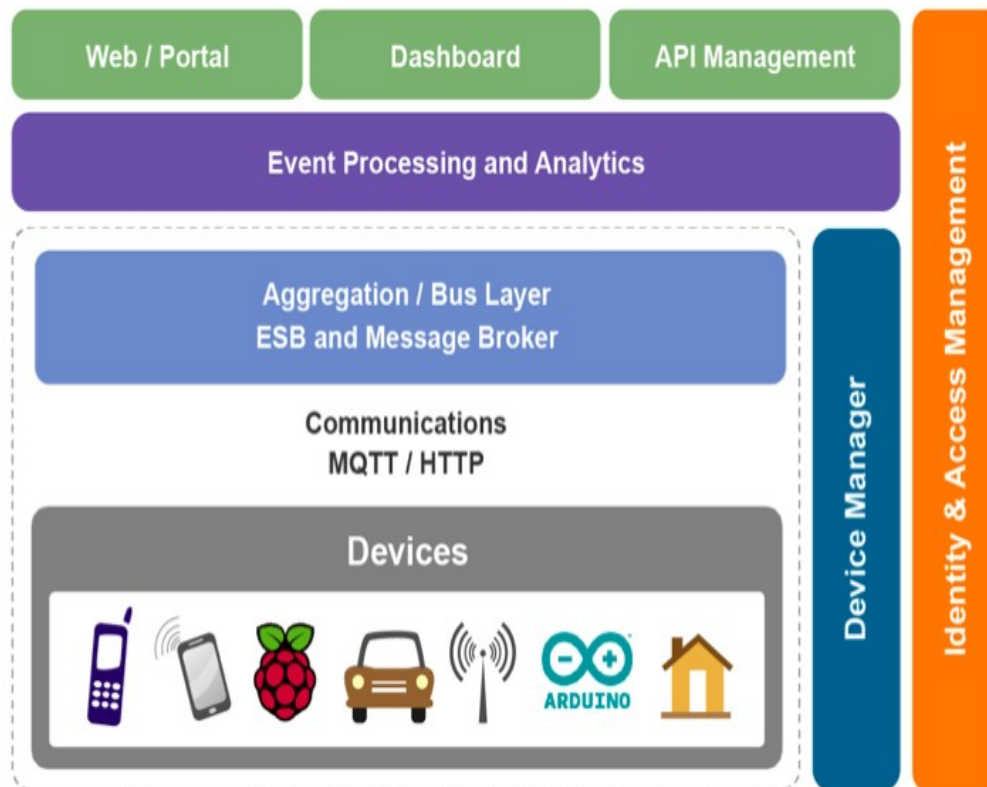 Web / Portal
Dashboard
API Management
Event Processing and Analytics
Aggregation / Bus Layer
ESB and Message Broker
Communications
MQTT / HTTP
Devices
ARDUINO
Device Manager
Identity & Access Management